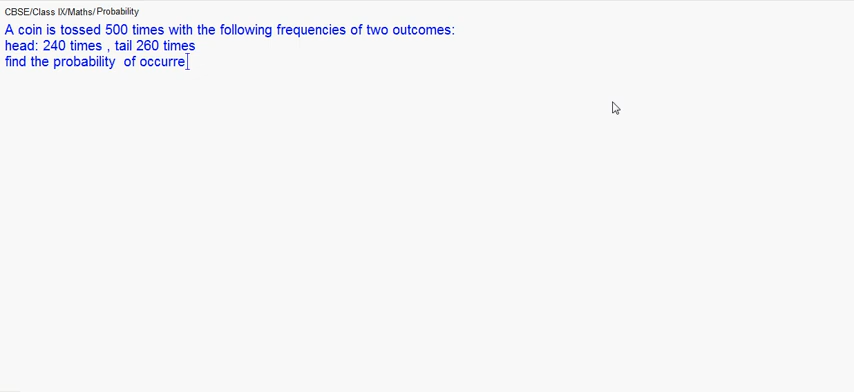 CBSE/Class IX/Maths/Probability
A coin is tossed 500 times with the following frequencies of two outcomes:
head: 240 times , tail 260 times
find the probability  of occurre